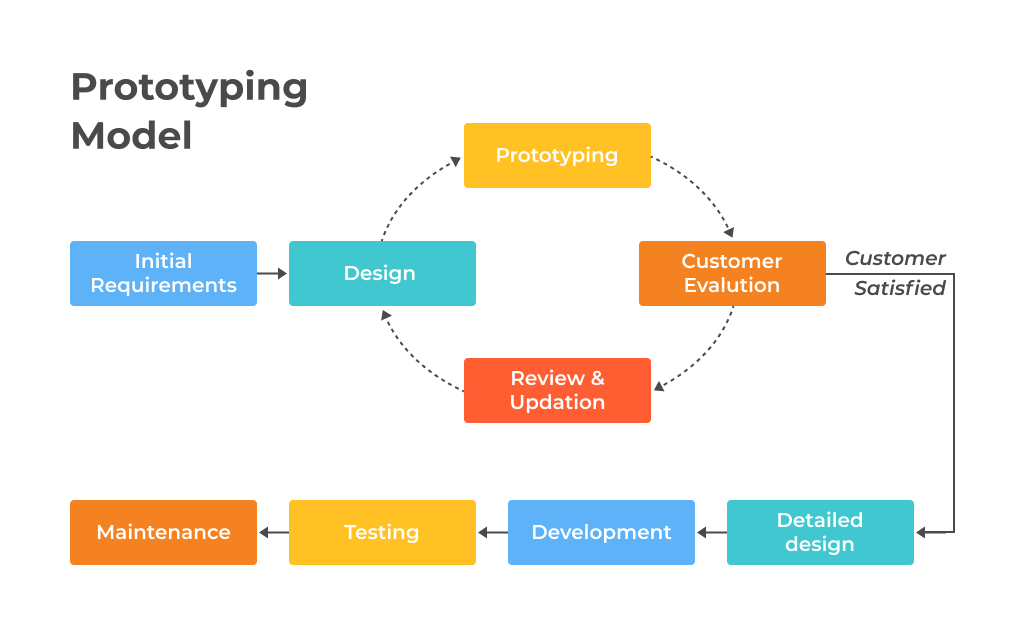 Prototyping
Model
Prototyping
Initial
Requirements
Design
Customer
Evalution
Customer
Satisfied
Review &
Updation
Maintenance
Testing
Development
Detailed
design